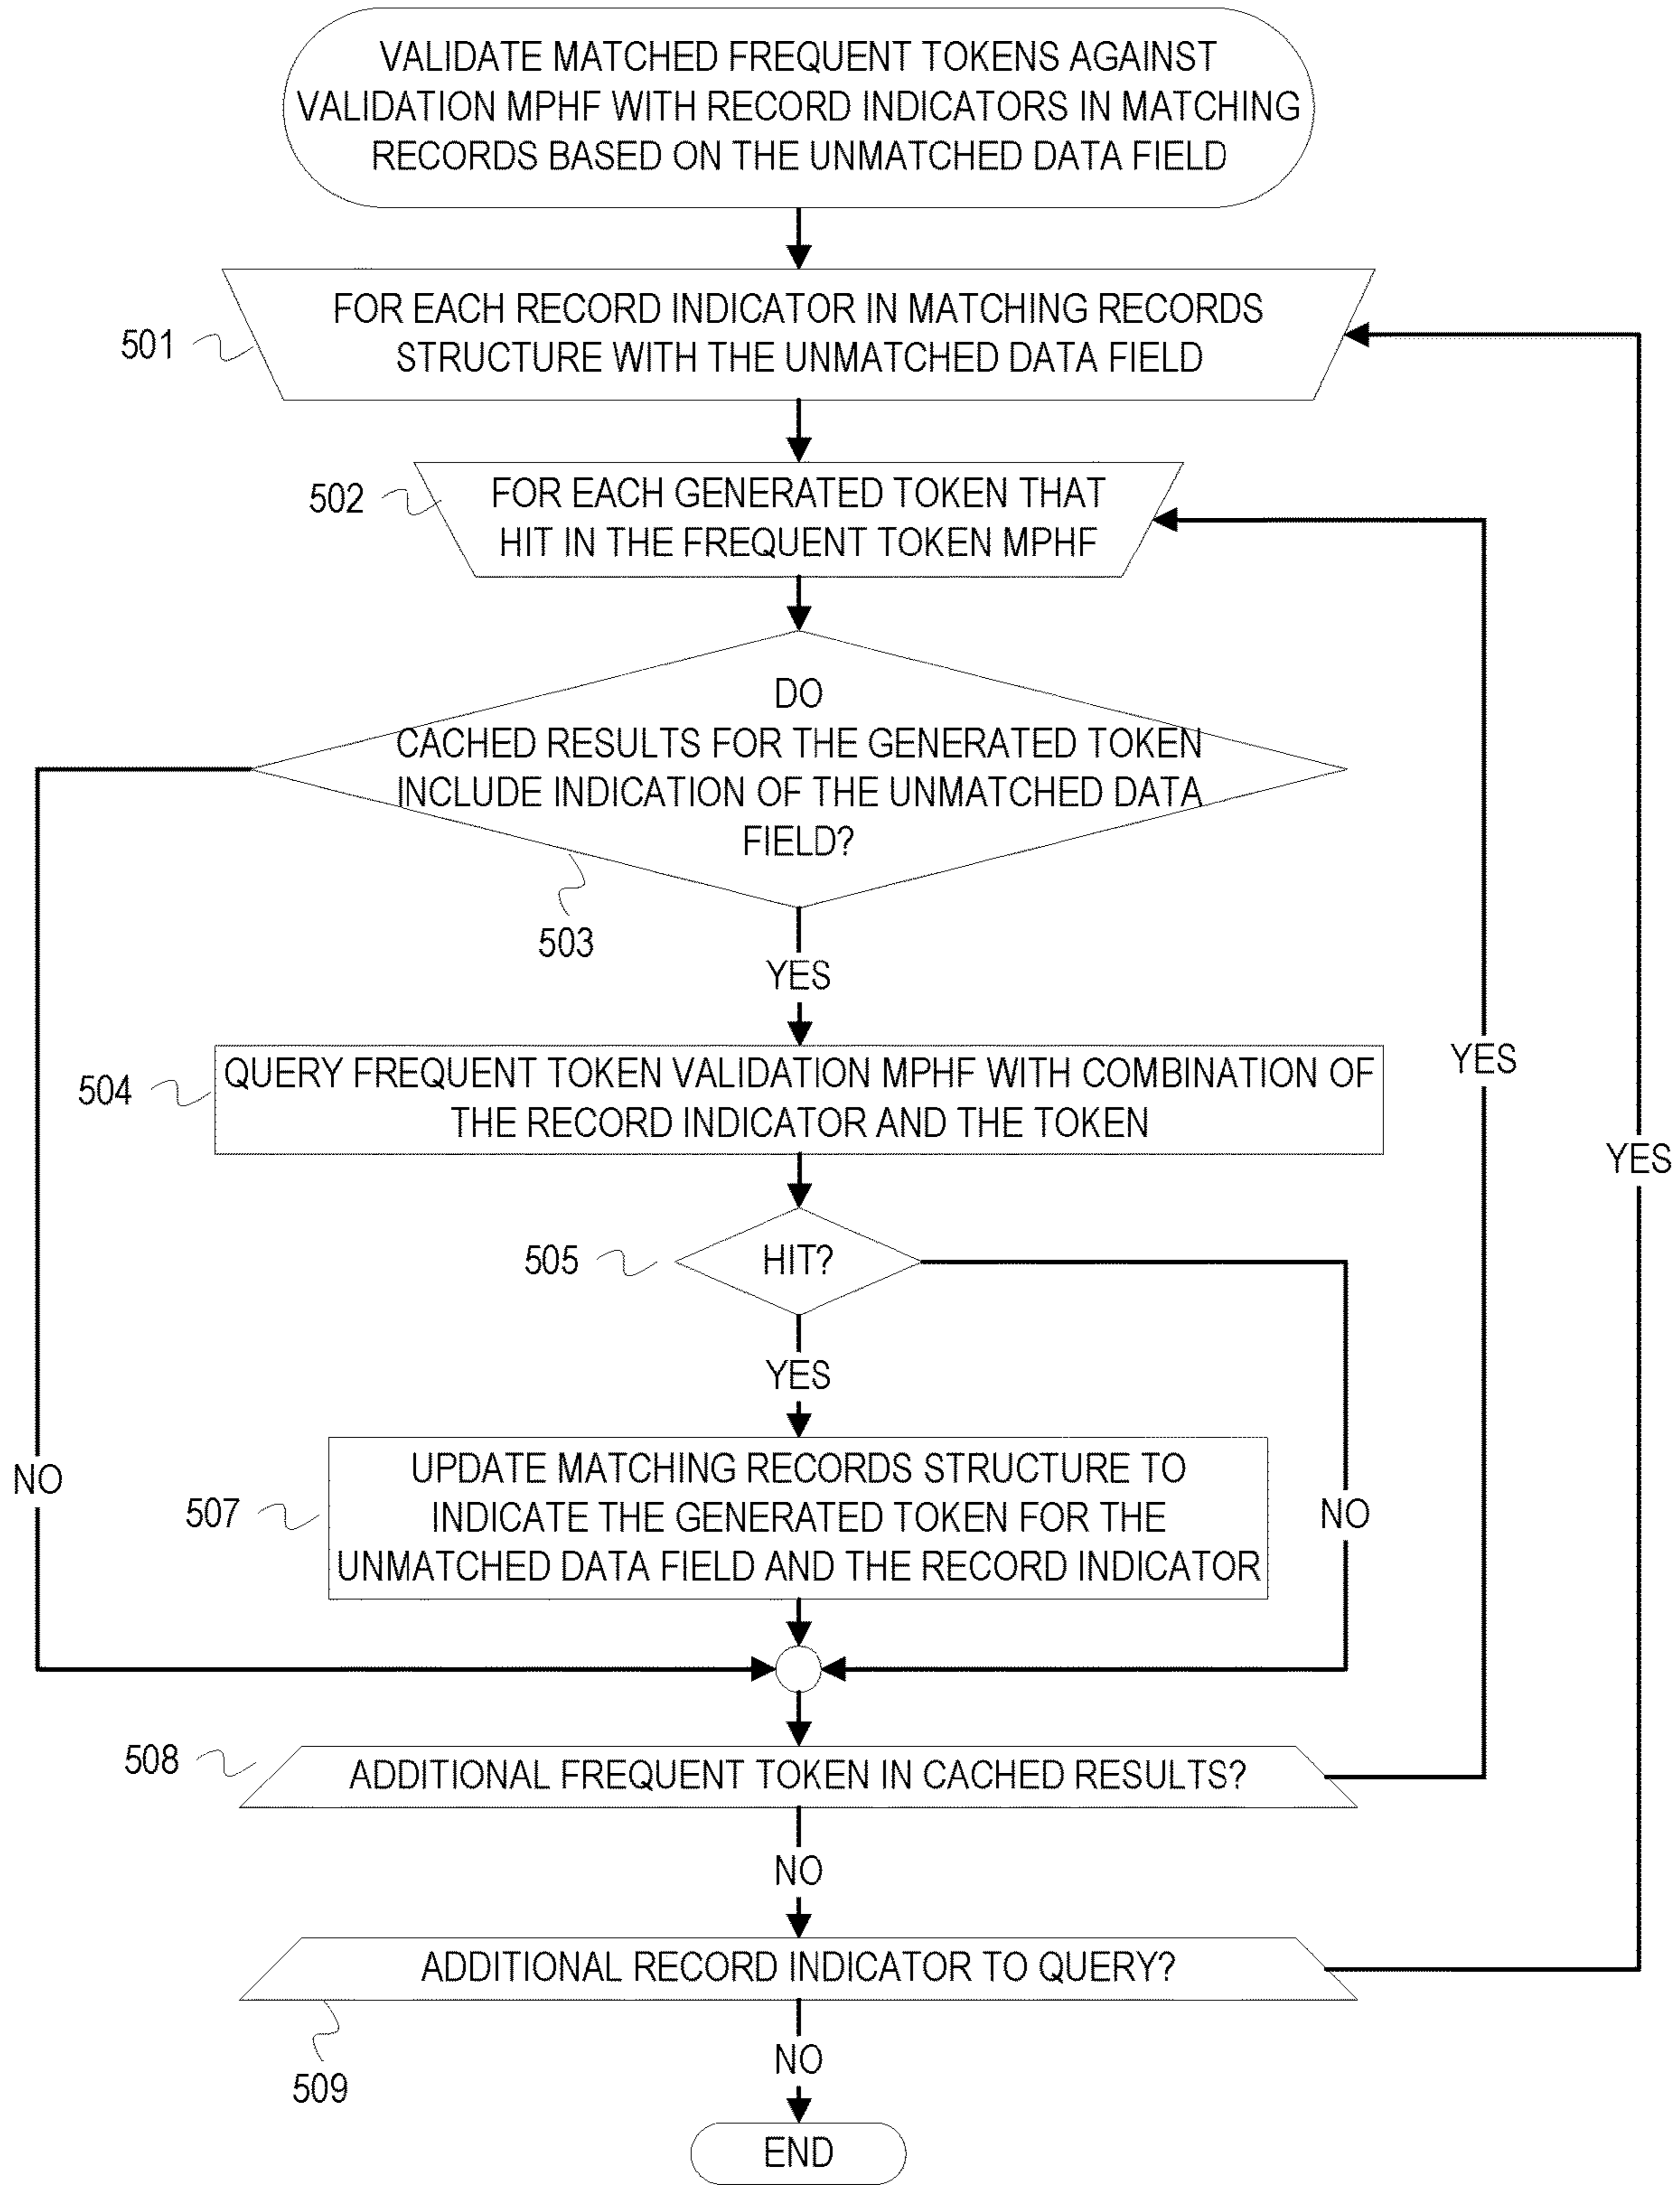 VALIDATE MATCHED FREQUENT TOKENS AGAINST
VALIDATION MPHF WITH RECORD INDICATORS IN MATCHING
RECORDS BASED ON THE UNMATCHED DATA FIELD
501
FOR EACH RECORD INDICATOR IN MATCHING RECORDS
STRUCTURE WITH THE UNMATCHED DATA FIELD
502
FOR EACH GENERATED TOKEN THAT
HIT IN THE FREQUENT TOKEN MPHF
DO
CACHED RESULTS FOR THE GENERATED TOKEN
INCLUDE INDICATION OF THE UNMATCHED DATA
FIELD?
503
YES
504
QUERY FREQUENT TOKEN VALIDATION MPHF WITH COMBINATION OF
THE RECORD INDICATOR AND THE TOKEN
YES
YES
505
HIT?
YES
NO
507
UPDATE MATCHING RECORDS STRUCTURE TO
INDICATE THE GENERATED TOKEN FOR THE
UNMATCHED DATA FIELD AND THE RECORD INDICATOR
NO
508
ADDITIONAL FREQUENT TOKEN IN CACHED RESULTS?
NO
ADDITIONAL RECORD INDICATOR TO QUERY?
509
NO
END